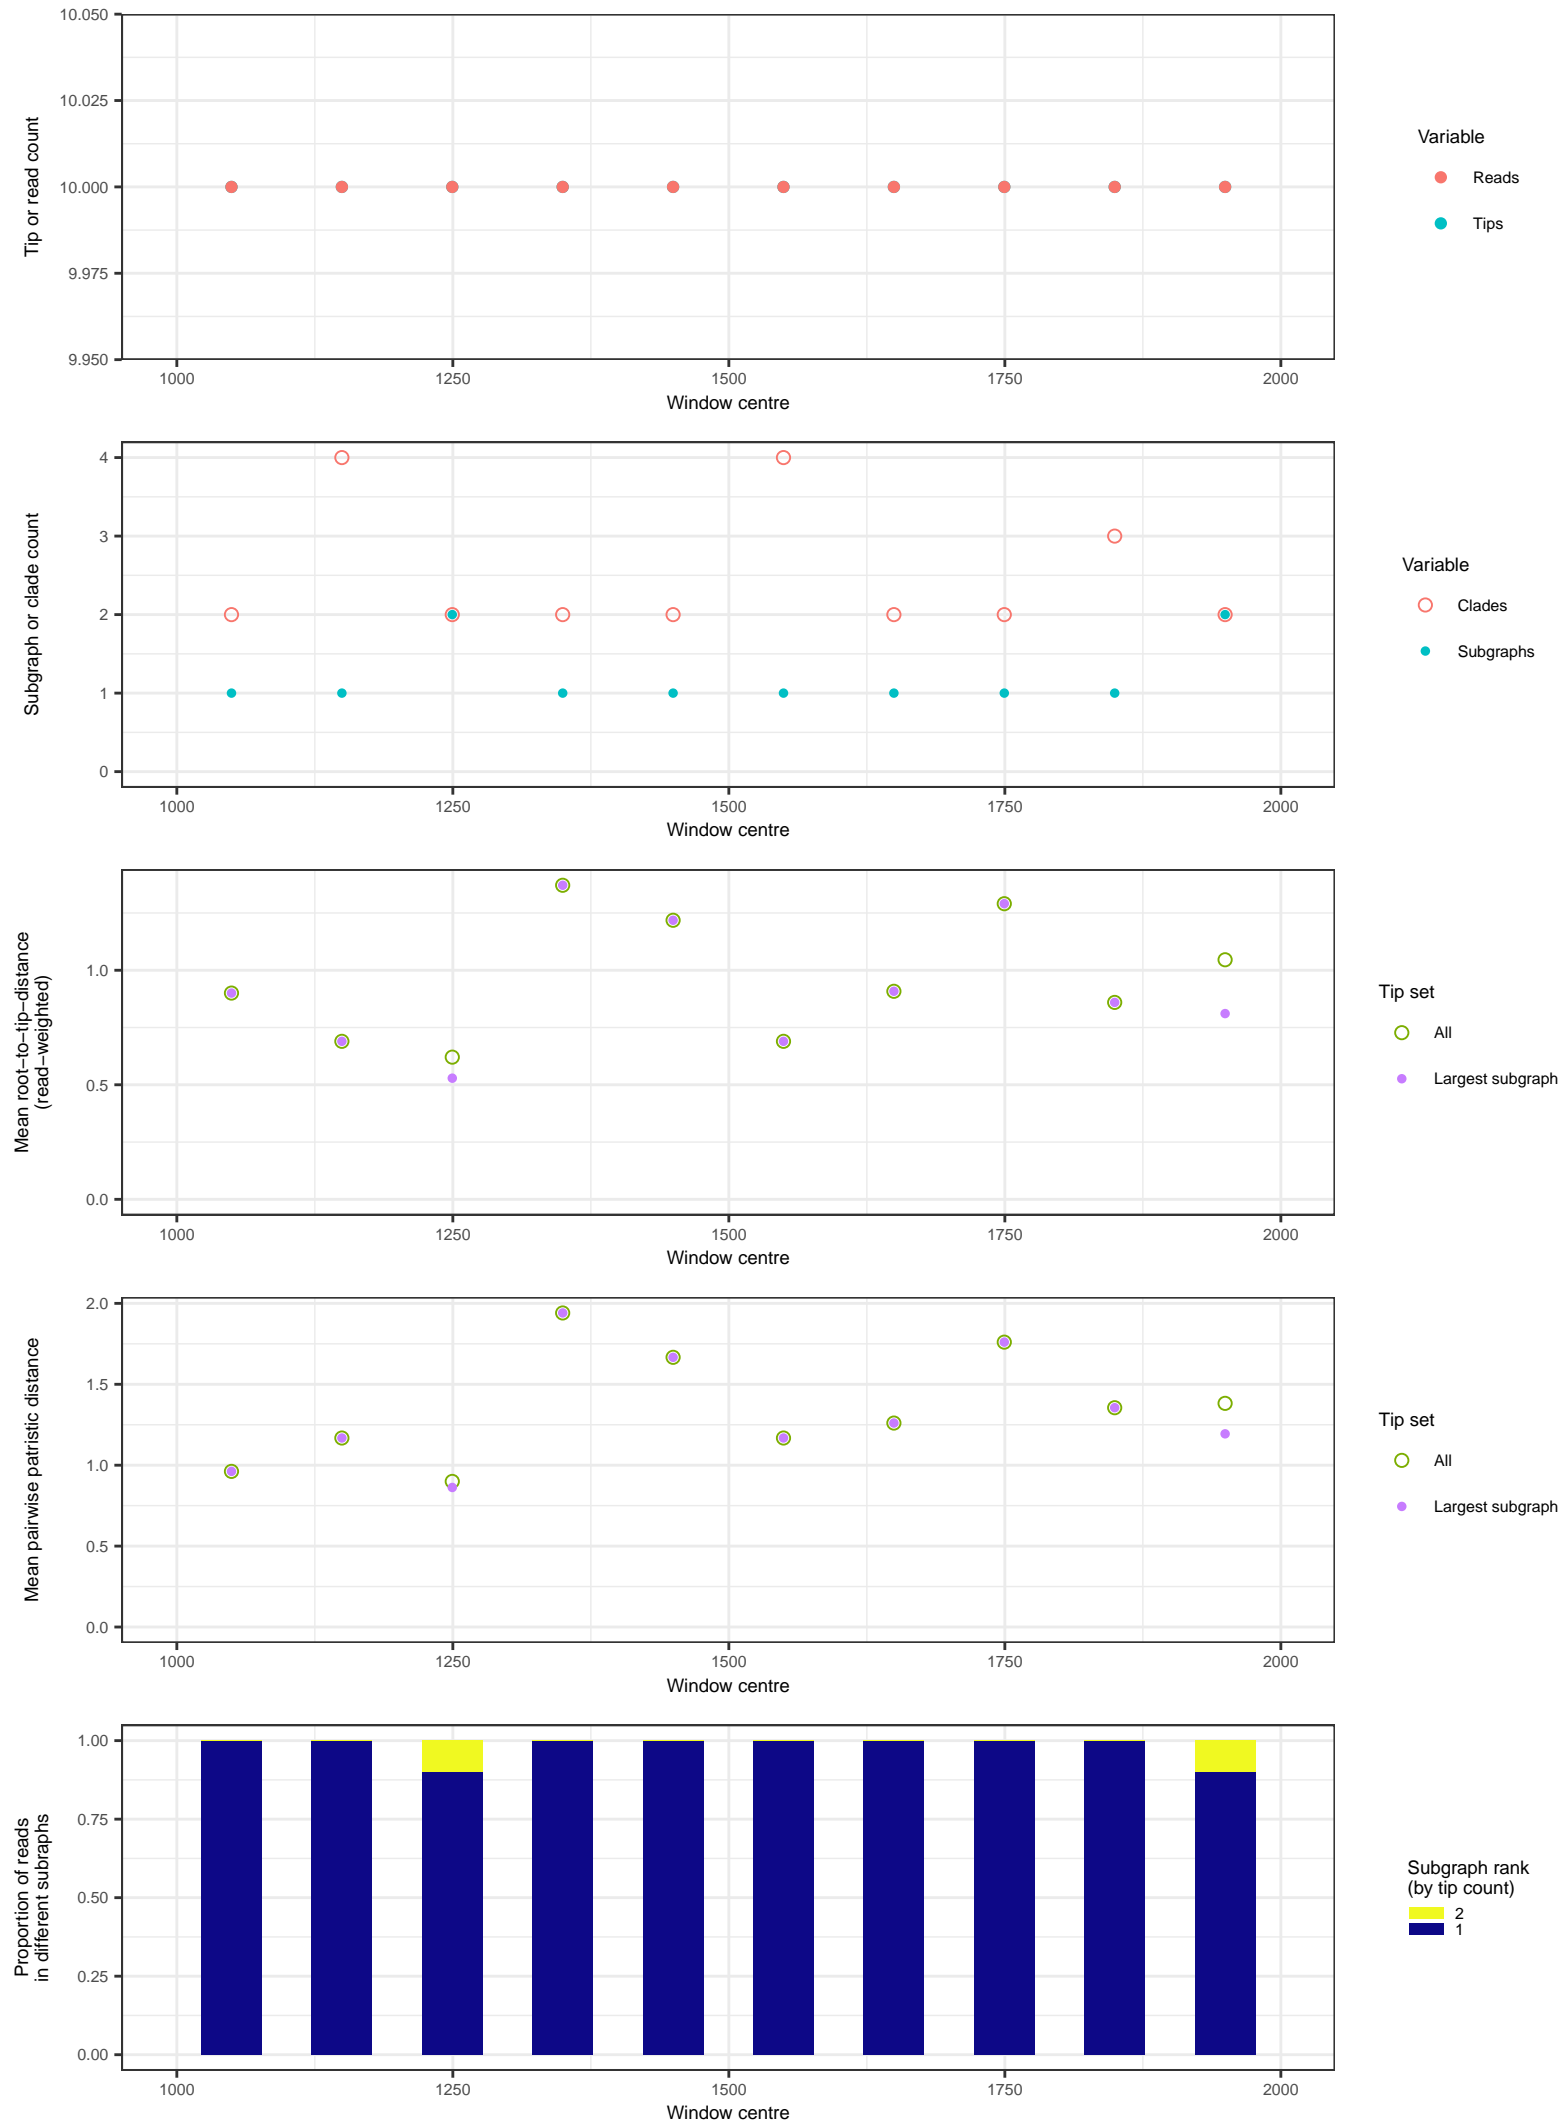 10.050
10.025
10.000
9.975
9.950
Tip or read count
1000 1250 1500 1750 2000
Window centre
Variable
Reads
Tips
4
3
2
1
0
Subgraph or clade count
1000 1250 1500 1750 2000
Window centre
Variable
Clades
Subgraphs
1.0
0.5
0.0
Mean root−to−tip−distance
(read−weighted)
1000 1250 1500 1750 2000
Window centre
Tip set
All
Largest subgraph
2.0
1.5
1.0
0.5
0.0
Mean pairwise patristic distance
1000 1250 1500 1750 2000
Window centre
Tip set
All
Largest subgraph
1.00
0.75
0.50
0.25
0.00
Proportion of reads
in different subraphs
1000 1250 1500 1750 2000
Window centre
Subgraph rank
(by tip count)
2
1